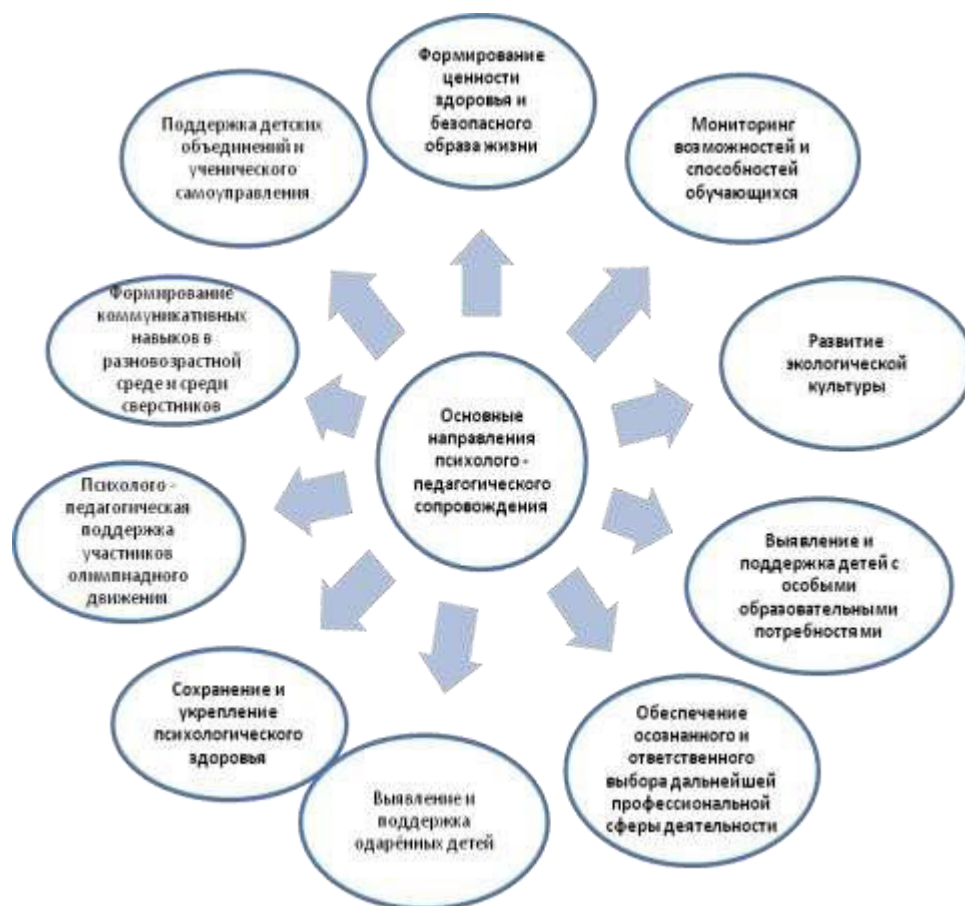 Формирование
ценности
здоровья и
безопасного
образа жизни
Мониторинг
возможностей и
способностей
обучающихся
Развитие
экологической
культуры
Выявление и
поддержка детей с
особыми
образовательными
потребностями
Обеспечение
осознанного и
ответственного
выбора дальнейшей
профессиональной
сферы деятельности
Выявление и
поддержка
одарённых детей
Сохранение и
укрепление
психологического
здоровья
Психолого -
педагогическая
поддержка
участников
олимпиадного
движения
Формирование
коммуникативных
навыков в
разновозрастной
среде и среди
сверстников
Поддержка детских
объединений и
ученического
самоуправления
Основные
направления
психолого -
педагогического
сопровождения